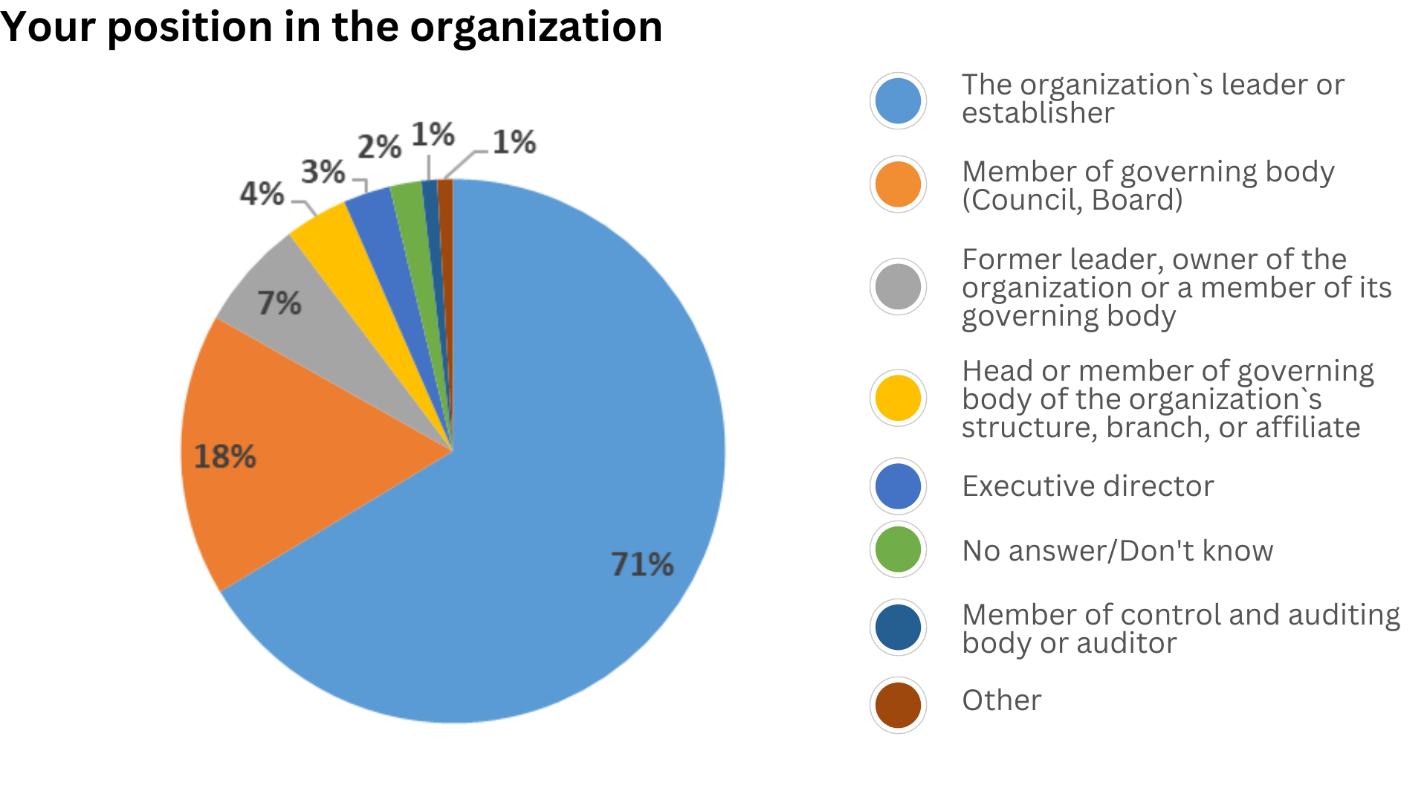 Your position in the organization
1%
1%
2%
3%
4%
7%
18%
71%
The organization`s leader or
establisher
Member of governing body
(Council, Board)
Former leader, owner of the
organization or a member of its
governing body
Head or member of governing
body of the organization`s
structure, branch, or affiliate
Executive director
No answer/Don't know
Member of control and auditing
body or auditor
Other